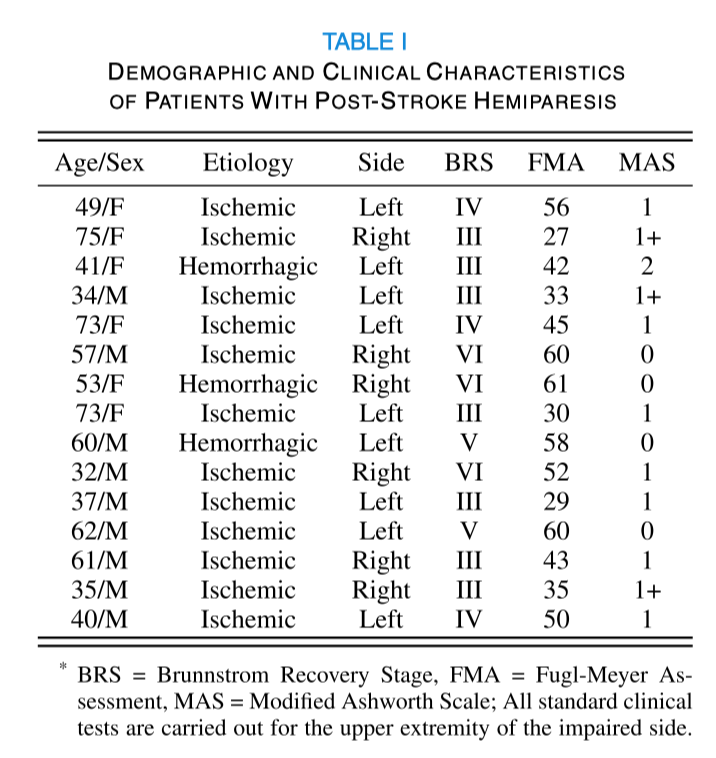 TABLE I
DEMOGRAPHIC AND CLINICAL CHARACTERISTICS
OF PATIENTS WITH POST-STROKE HEMIPARESIS
Age/Sex Etiology Side BRS FMA MAS
49/F Ischemic Left IV 56 1
75/F Ischemic Right III 27 1+
41/F Hemorrhagic Left III 42 2
34/M Ischemic Left III 33 1+
73/F Ischemic Left IV 45 1
57/M Ischemic Right VI 60 0
53/F Hemorrhagic Right VI 61 0
73/F Ischemic Left III 30 1
60/M Hemorrhagic Left V 58 0
32/M Ischemic Right VI 52 1
37/M Ischemic Left III 29 1
62/M Ischemic Left V 60 0
61/M Ischemic Right III 43 1
35/M Ischemic Right III 35 1+
40/M Ischemic Left IV 50 1
* BRS = Brunnstrom Recovery Stage, FMA = Fugl-Meyer As-
sessment, MAS = Modified Ashworth Scale; All standard clinical
tests are carried out for the upper extremity of the impaired side.